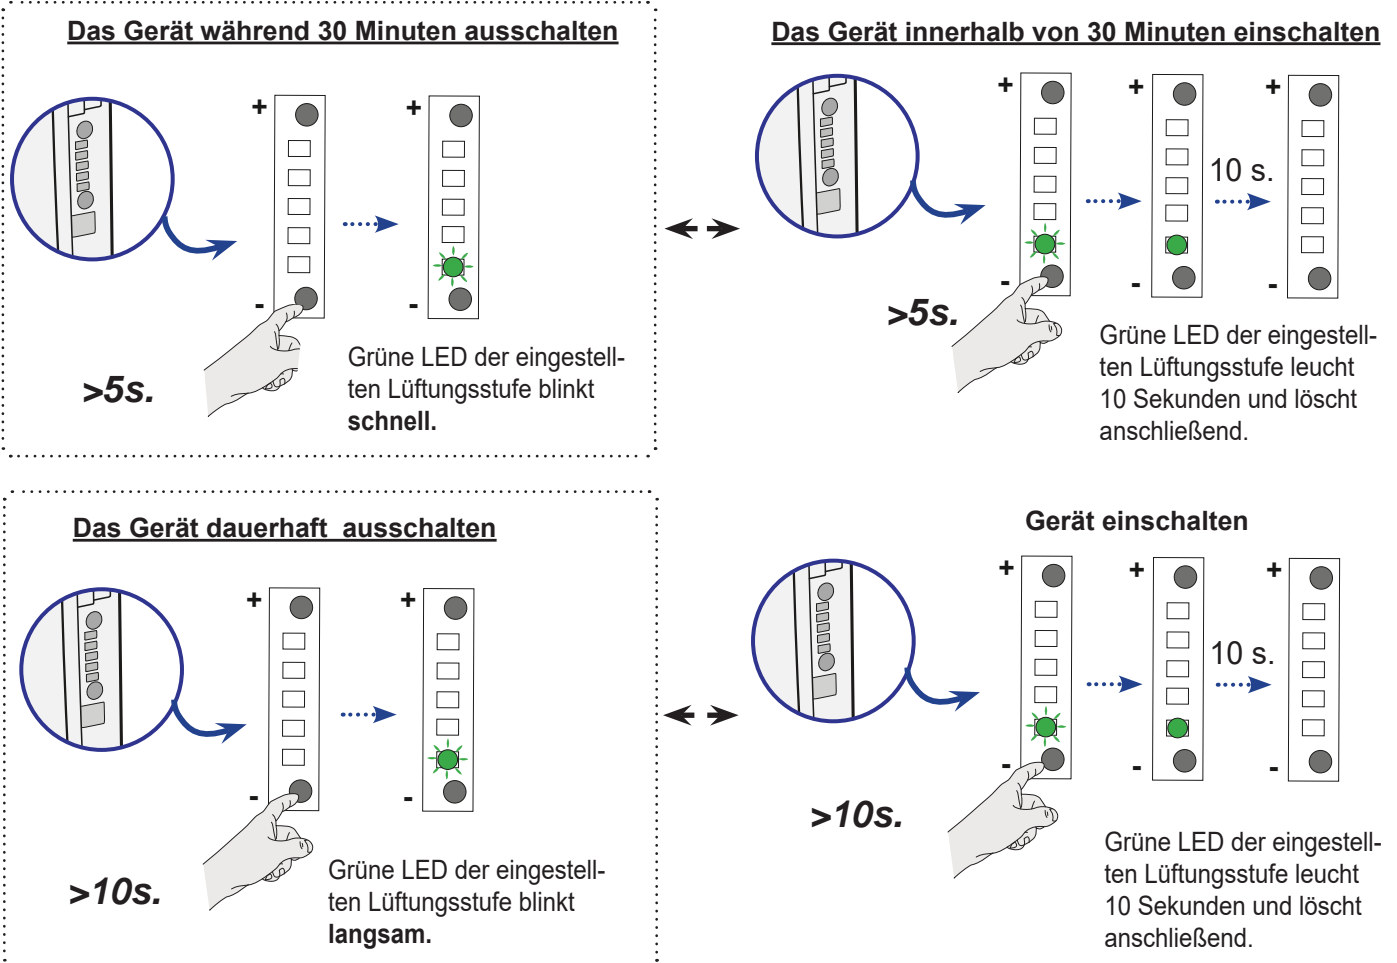 Das Gerät während 30 Minuten ausschalten
+
+
-
-
>5s.
Grüne LED der eingestell-
ten Lüftungsstufe blinkt
schnell.
Das Gerät innerhalb von 30 Minuten einschalten
+
+
+
10 s.
-
-
-
>5s.
Grüne LED der eingestell-
ten Lüftungsstufe leucht
10 Sekunden und löscht
anschließend.
Das Gerät dauerhaft  ausschalten
+
+
-
-
>10s.
Grüne LED der eingestell-
ten Lüftungsstufe blinkt
langsam.
Gerät einschalten
+
+
+
10 s.
-
-
-
>10s.
Grüne LED der eingestell-
ten Lüftungsstufe leucht
10 Sekunden und löscht
anschließend.